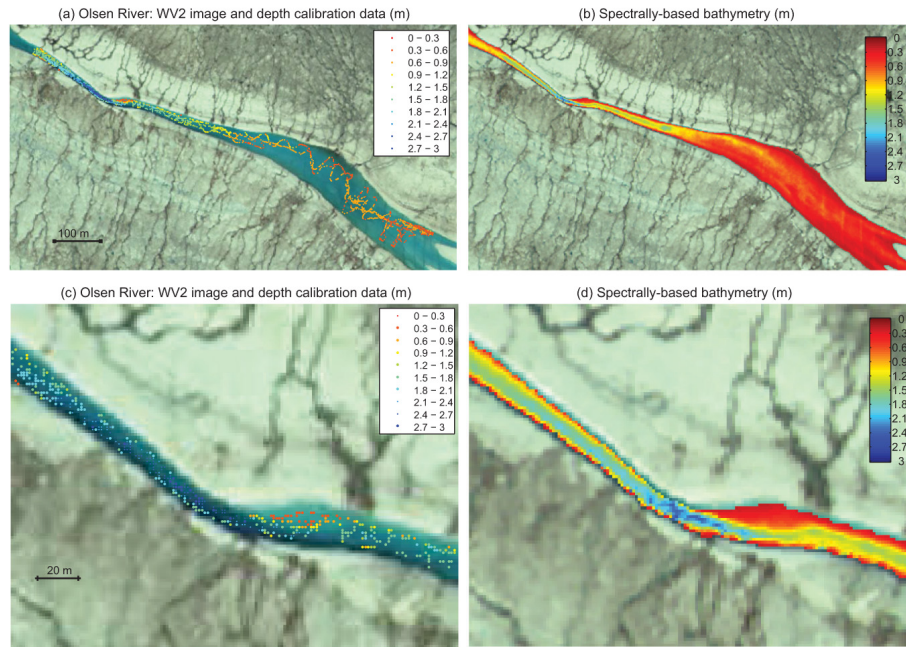 (a) Olsen River: WV2 image and depth calibration data (m)
0 – 0.3
0.3 – 0.6
0.6 – 0.9
0.9 – 1.2
1.2 – 1.5
1.5 – 1.8
1.8 – 2.1
2.1 – 2.4
2.4 – 2.7
2.7 – 3
100 m
(b) Spectrally-based bathymetry (m)
0
0.3
0.6
0.9
1.2
1.5
1.8
2.1
2.4
2.7
3
(c) Olsen River: WV2 image and depth calibration data (m)
0 – 0.3
0.3 – 0.6
0.6 – 0.9
0.9 – 1.2
1.2 – 1.5
1.5 – 1.8
1.8 – 2.1
2.1 – 2.4
2.4 – 2.7
2.7 – 3
20 m
(d) Spectrally-based bathymetry (m)
0
0.3
0.6
0.9
1.2
1.5
1.8
2.1
2.4
2.7
3